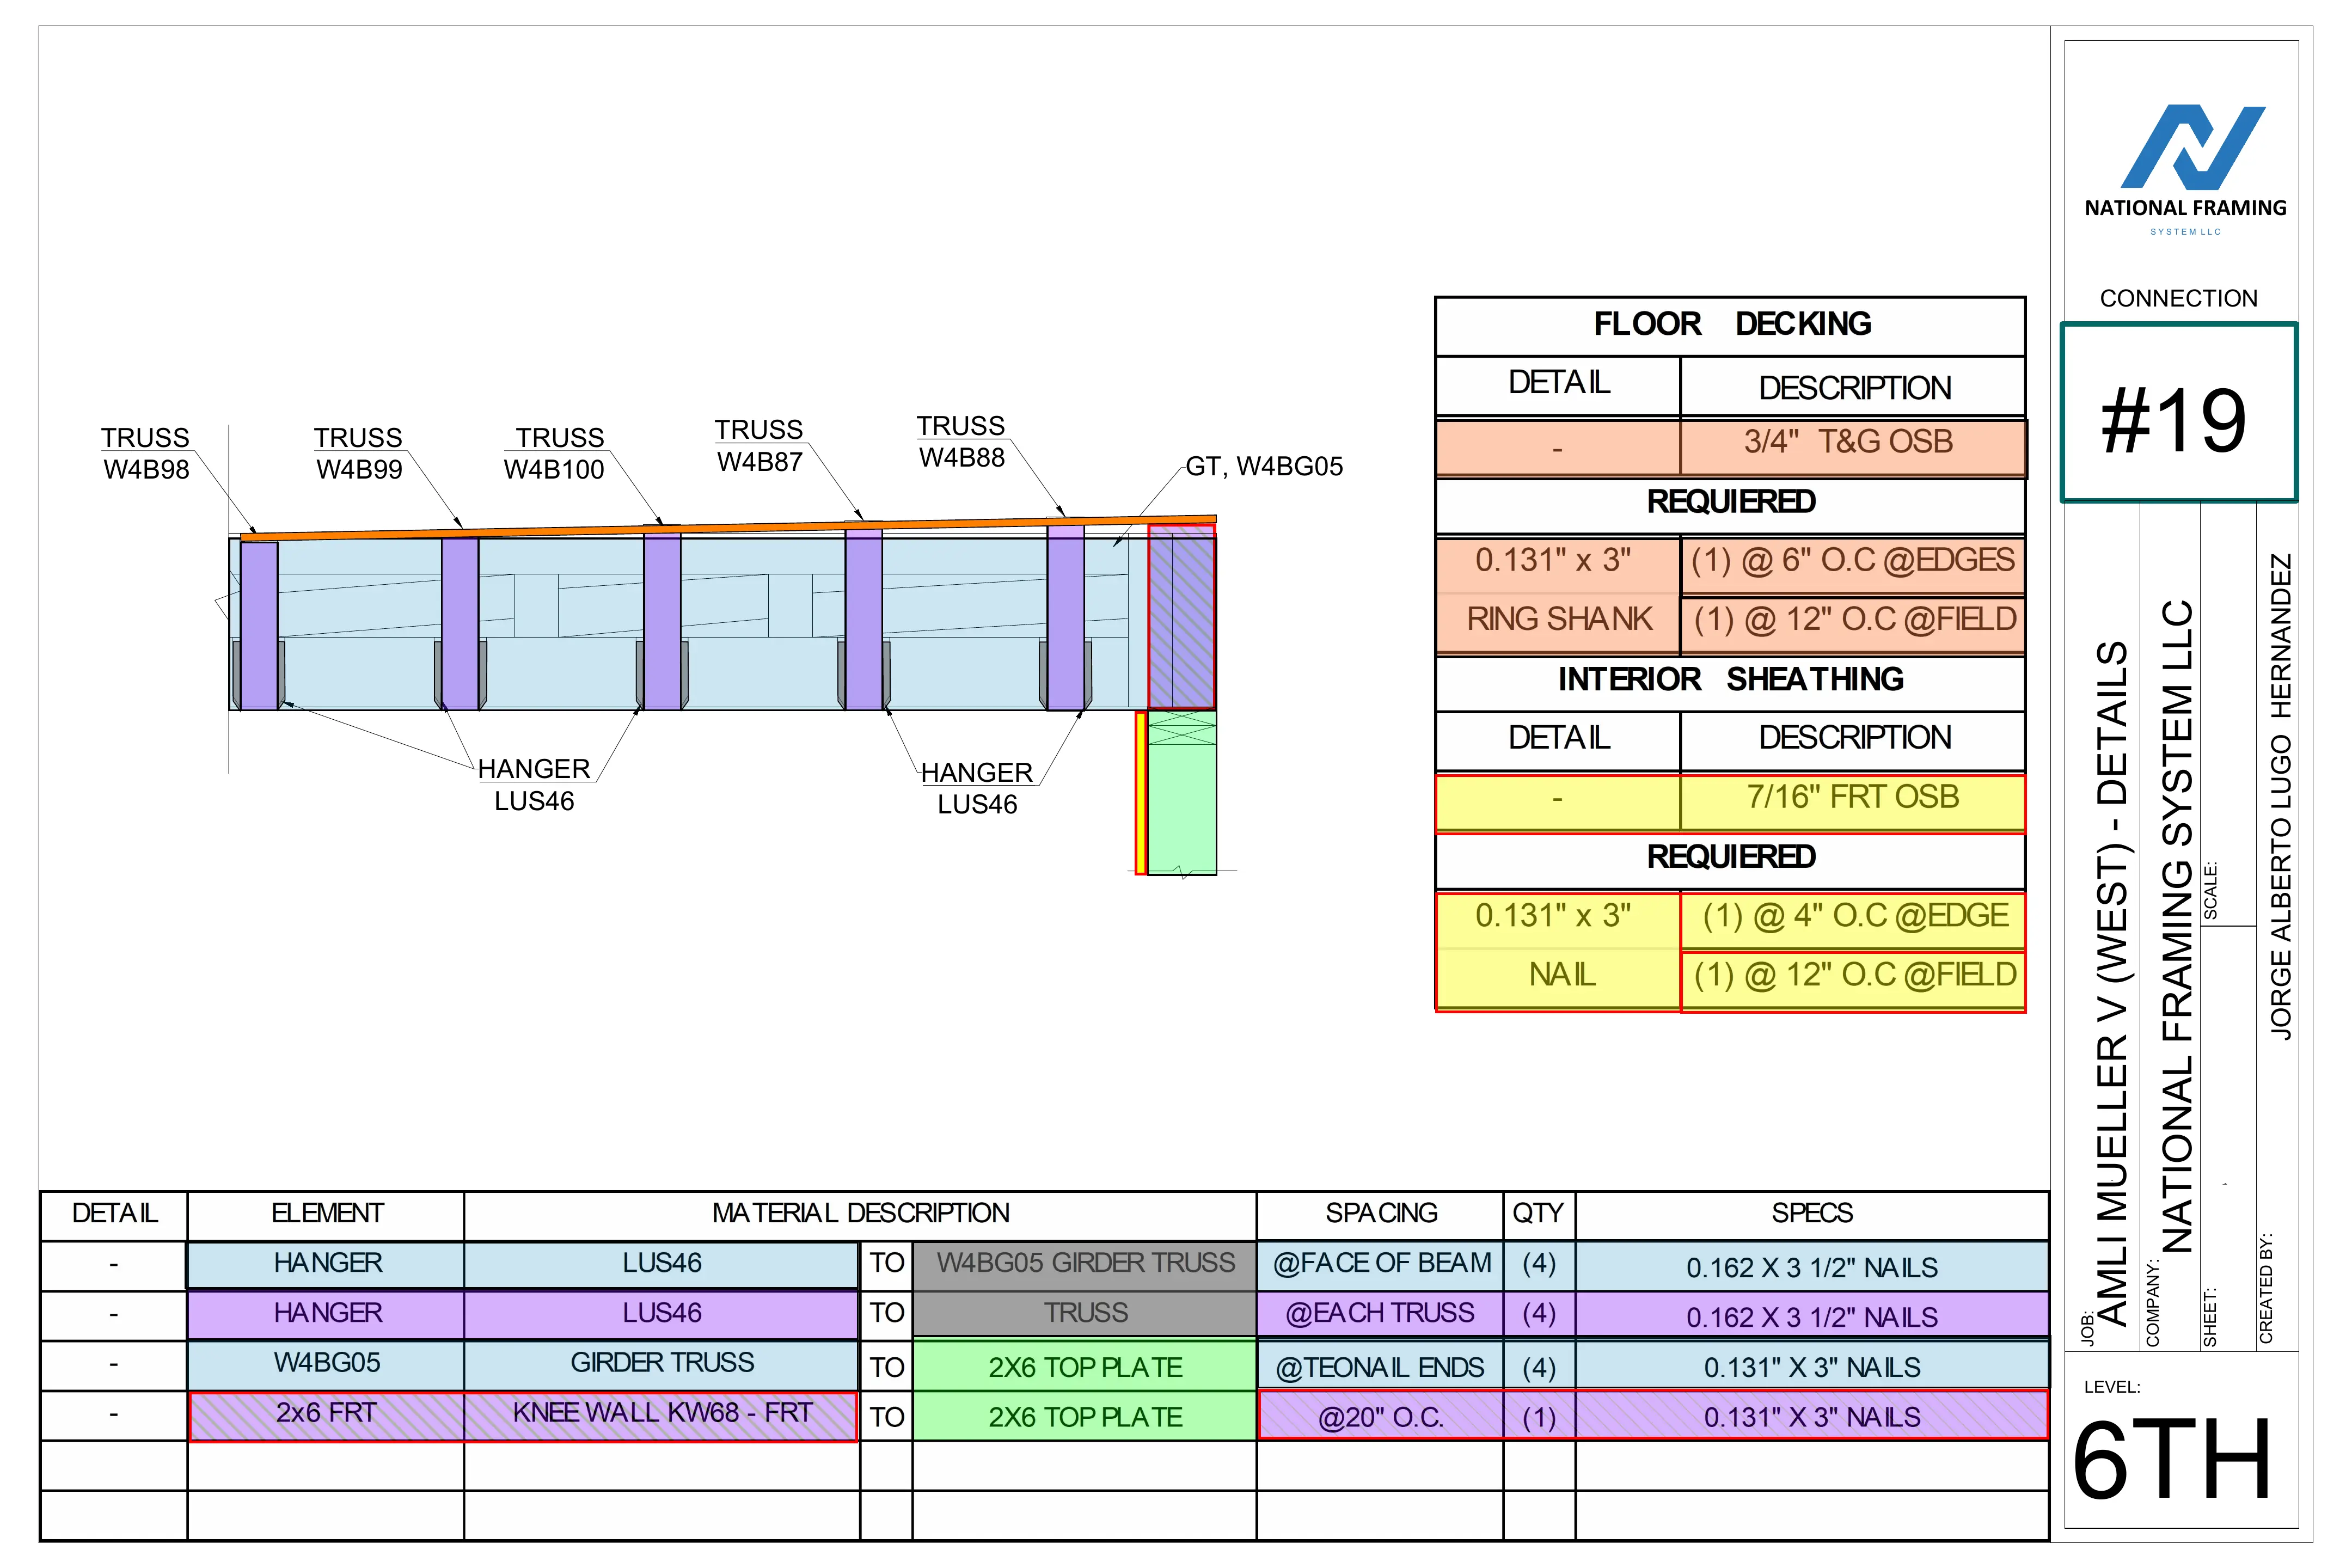 TRUSS
W4B98
TRUSS
W4B99
TRUSS
W4B100
TRUSS
W4B87
TRUSS
W4B88
GT, W4BG05
HANGER
LUS46
HANGER
LUS46
FLOOR DECKING
DETAIL DESCRIPTION
- 3/4" T&G OSB
REQUIERED
0.131" x 3" (1) @ 6" O.C @EDGES
RING SHANK (1) @ 12" O.C @FIELD
INTERIOR SHEATHING
DETAIL DESCRIPTION
- 7/16" FRT OSB
REQUIERED
0.131" x 3" (1) @ 4" O.C @EDGE
NAIL (1) @ 12" O.C @FIELD
DETAIL ELEMENT MATERIAL DESCRIPTION SPACING QTY SPECS
- HANGER LUS46 TO W4BG05 GIRDER TRUSS @FACE OF BEAM (4) 0.162 X 3 1/2" NAILS
- HANGER LUS46 TO TRUSS @EACH TRUSS (4) 0.162 X 3 1/2" NAILS
- W4BG05 GIRDER TRUSS TO 2X6 TOP PLATE @TEONAIL ENDS (4) 0.131" X 3" NAILS
- 2x6 FRT KNEE WALL KW68 - FRT TO 2X6 TOP PLATE @20" O.C. (1) 0.131" X 3" NAILS
NATIONAL FRAMING
SYSTEM LLC
CONNECTION
#19
JOB:
AMLI MUELLER V (WEST) - DETAILS
COMPANY:
NATIONAL FRAMING SYSTEM LLC
SHEET:
SCALE:
CREATED BY:
JORGE ALBERTO LUGO HERNANDEZ
LEVEL:
6TH